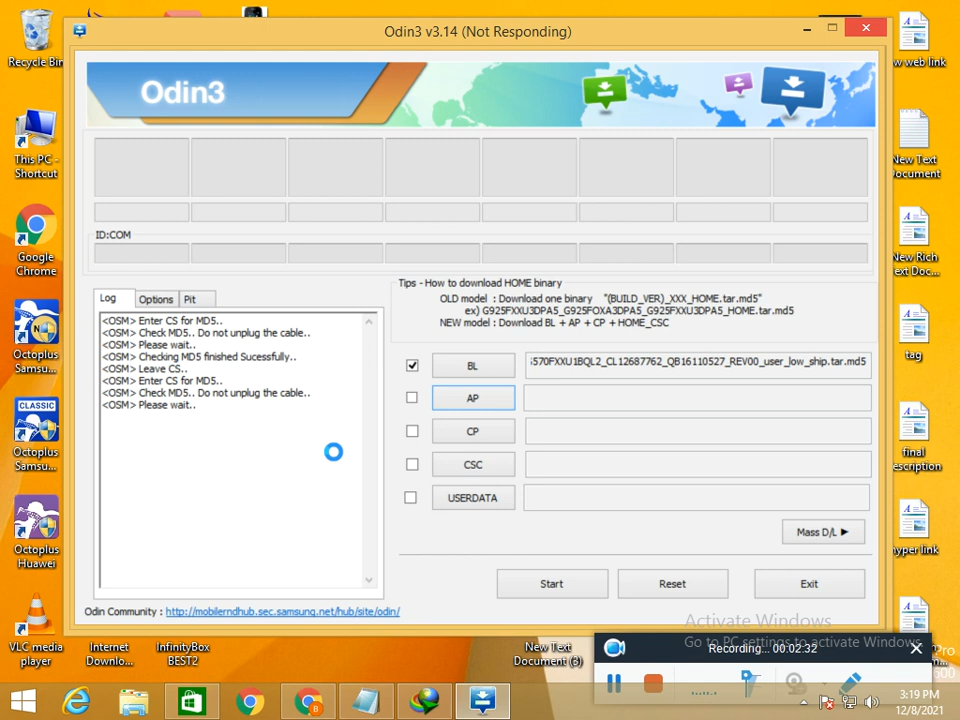 Odin3 v3.14 (Not Responding)
Recycle Bin
w web link
Odin3
This PC -
Shortcut
New Text
Document
ID:COM
Google
Chrome
New Rich
ext Doc...
Log
Options
Pit
Tips - How to download HOME binary
OLD model : Download one binary "(BUILD_VER)_XXX_HOME.tar.md5"
ex) G925FXXU3DPA5_G925FOXA3DPA5_G925FXXU3DPA5_HOME.tar.md5
NEW model : Download BL + AP + CP + HOME_CSC
<OSM> Enter CS for MD5..
<OSM> Check MD5.. Do not unplug the cable..
<OSM> Please wait..
<OSM> Checking MD5 finished Sucessfully..
<OSM> Leave CS..
<OSM> Enter CS for MD5..
<OSM> Check MD5.. Do not unplug the cable..
<OSM> Please wait..
Octoplus
Samsu...
tag
BL
570FXXU1BQL2_CL12687762_QB16110527_REV00_user_low_ship.tar.md5
AP
CP
CSC
USERDATA
CLASSIC
Octoplus
Samsu...
final
escription
Octoplus
Huawei
yper link
Mass D/L
Start
Reset
Exit
Odin Community : http://mobilerndhub.sec.samsung.net/hub/site/odin/
VLC media
player
Internet
Downlo...
InfinityBox
BEST2
New Text
Document (3)
Activate Windows
Go to PC settings to activate Windows
Recording... 00:02:32
Pro
3:19 PM
12/8/2021